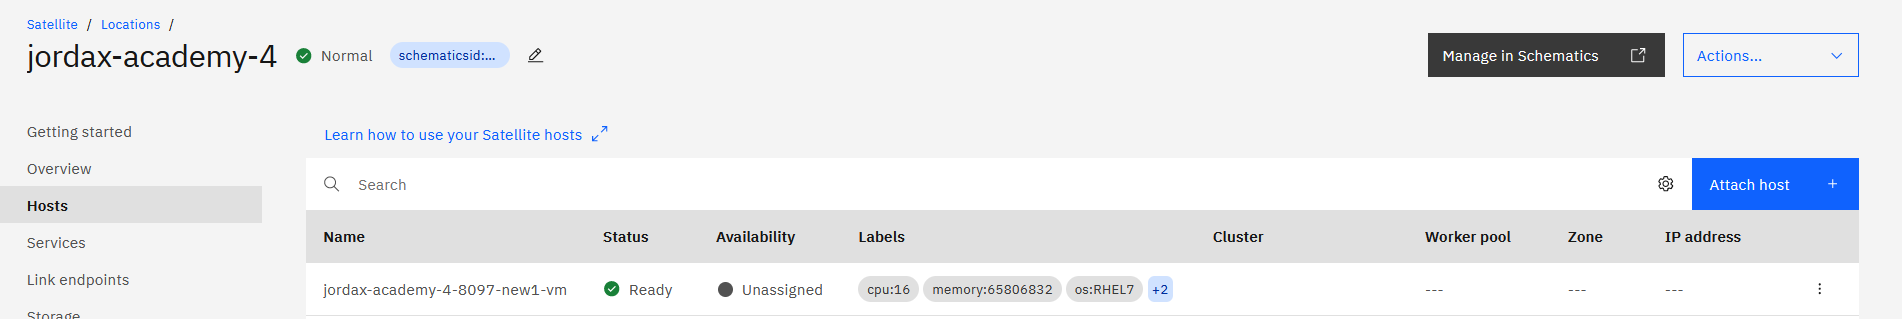 Satellite / Locations /
jordax-academy-4 Normal schematicsid:...
Manage in Schematics
Actions...
Getting started
Overview
Hosts
Services
Link endpoints
Storage
Learn how to use your Satellite hosts
Search
Attach host +
Name Status Availability Labels Cluster Worker pool Zone IP address
jordax-academy-4-8097-new1-vm Ready Unassigned cpu:16 memory:65806832 os:RHEL7 +2 --- --- ---